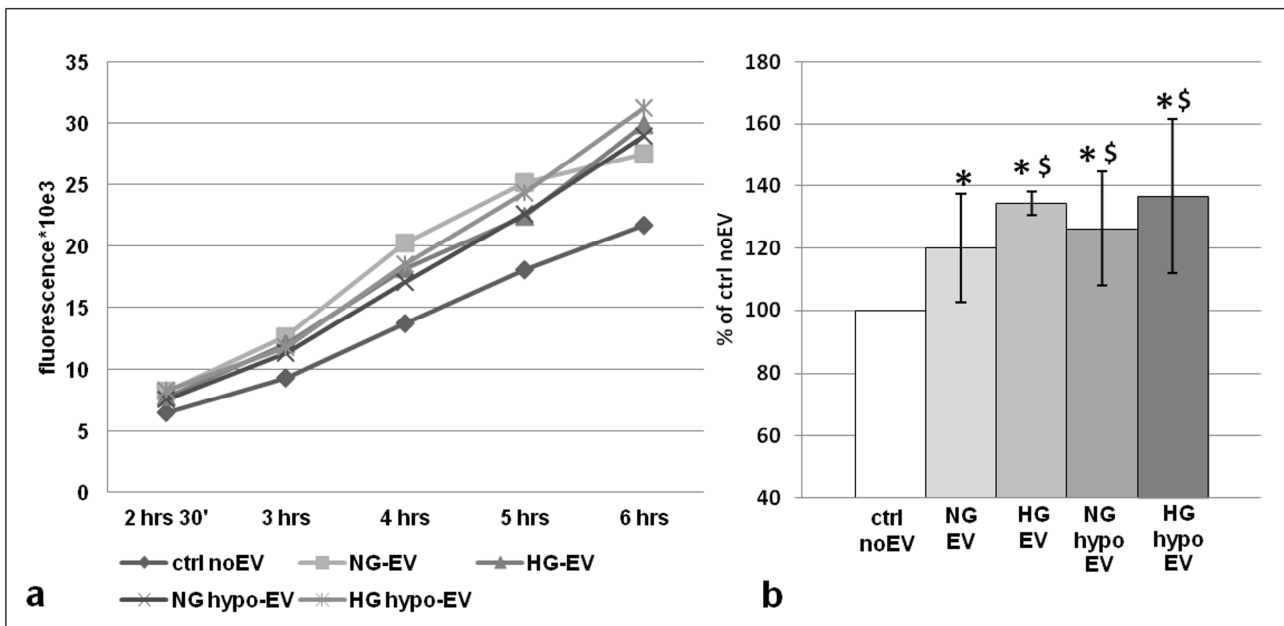 35
30
25
20
15
10
5
0
fluorescence*10e3
2 hrs 30' 3 hrs 4 hrs 5 hrs 6 hrs
ctrl noEV NG-EV HG-EV
NG hypo-EV HG hypo-EV
a
180
160
140
120
100
80
60
40
% of ctrl noEV
*
* $
* $
* $
ctrl
noEV
NG
EV
HG
EV
NG
hypo
EV
HG
hypo
EV
b